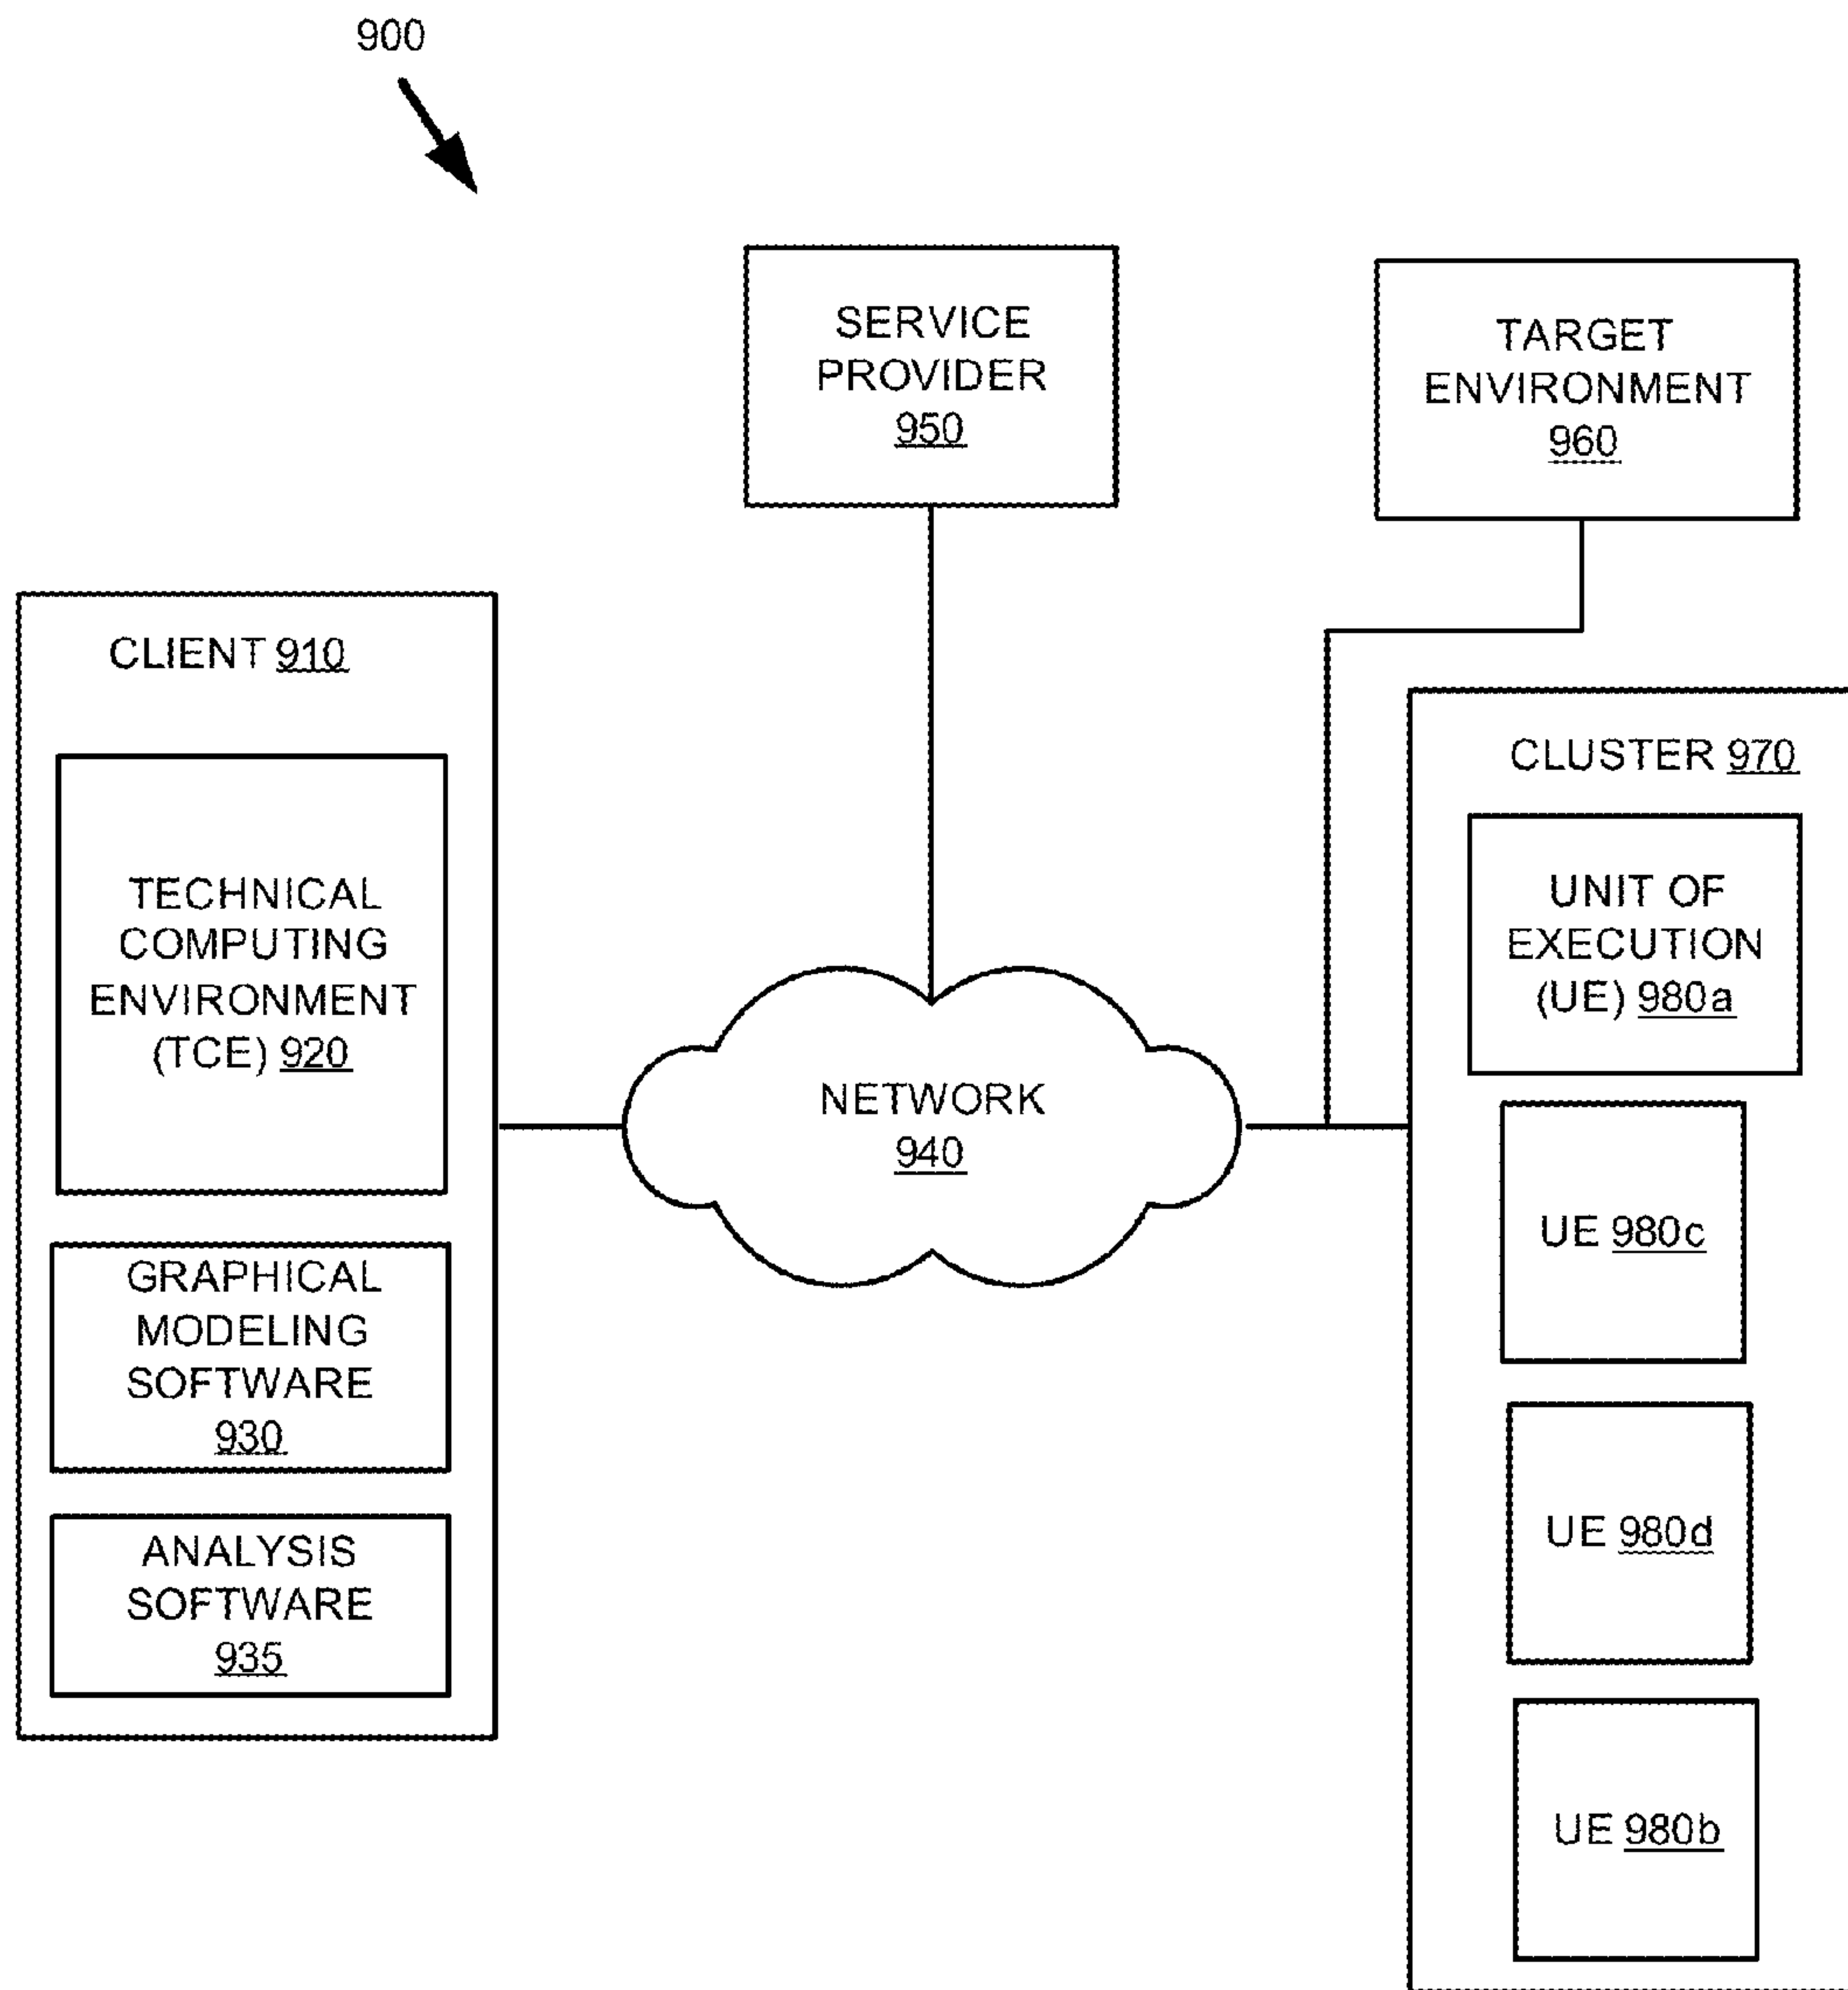 900
SERVICE
PROVIDER
950
TARGET
ENVIRONMENT
960
CLIENT 910
TECHNICAL
COMPUTING
ENVIRONMENT
(TCE) 920
GRAPHICAL
MODELING
SOFTWARE
930
ANALYSIS
SOFTWARE
935
NETWORK
940
CLUSTER 970
UNIT OF
EXECUTION
(UE) 980a
UE 980c
UE 980d
UE 980b